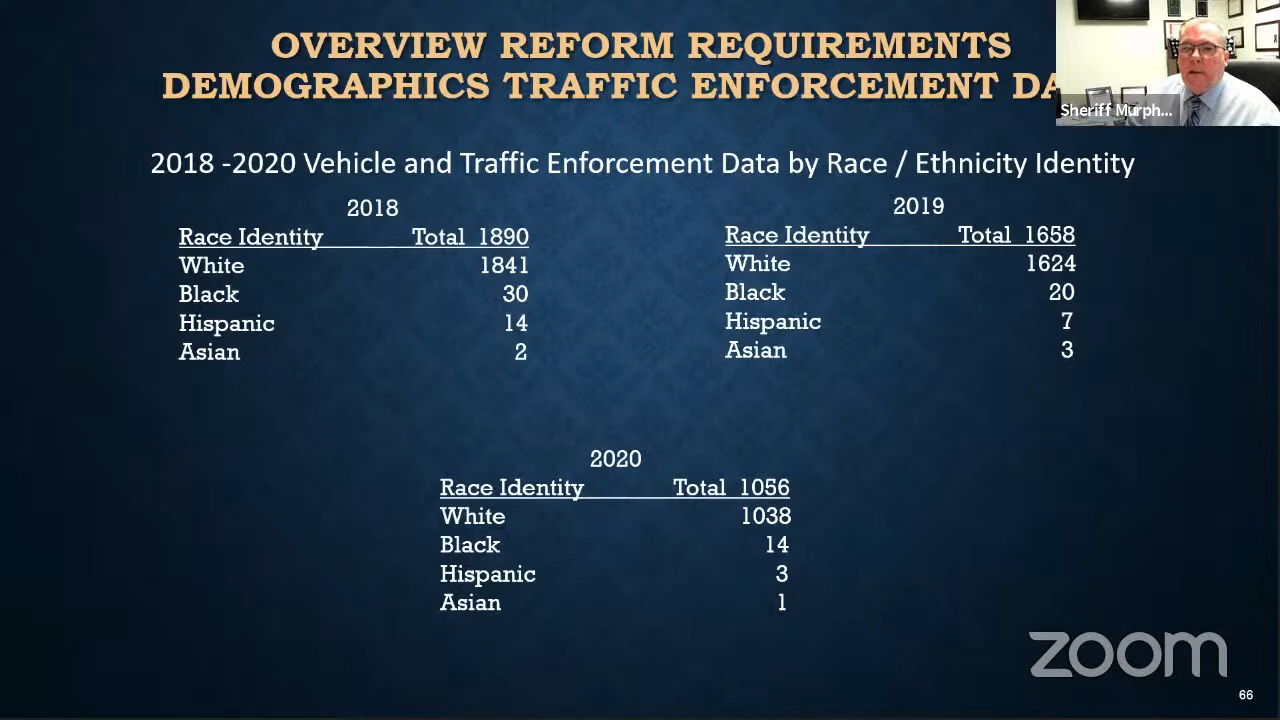 OVERVIEW REFORM REQUIREMENTS
DEMOGRAPHICS TRAFFIC ENFORCEMENT
Sheriff Murph...
2018 -2020 Vehicle and Traffic Enforcement Data by Race / Ethnicity Identity
2018
Race Identity Total 1890
White 1841
Black 30
Hispanic 14
Asian 2
2019
Race Identity Total 1658
White 1624
Black 20
Hispanic 7
Asian 3
2020
Race Identity Total 1056
White 1038
Black 14
Hispanic 3
Asian 1
zoom
66